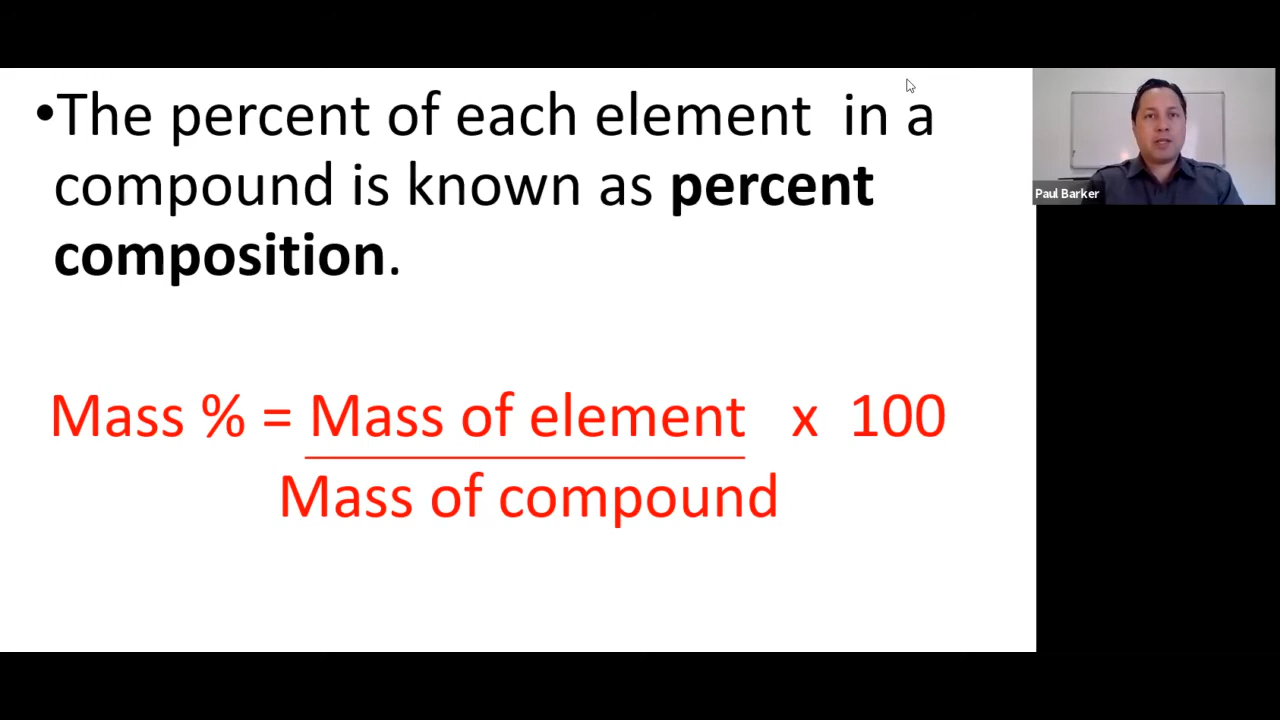 •The percent of each element in a
compound is known as percent
composition.
Mass % = Mass of element x 100
Mass of compound
Paul Barker